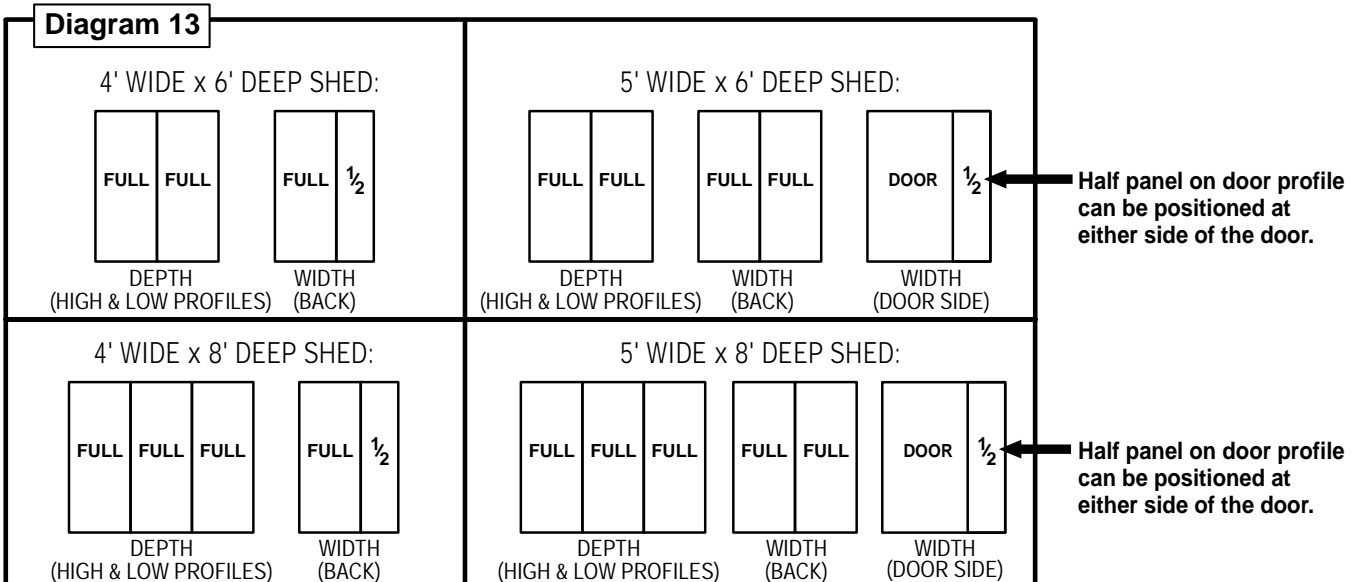 Diagram 13
4' WIDE x 6' DEEP SHED:
FULL FULL
DEPTH
(HIGH & LOW PROFILES)
FULL ½
WIDTH
(BACK)
5' WIDE x 6' DEEP SHED:
FULL FULL
DEPTH
(HIGH & LOW PROFILES)
FULL FULL
WIDTH
(BACK)
DOOR ½
WIDTH
(DOOR SIDE)
Half panel on door profile
can be positioned at
either side of the door.
4' WIDE x 8' DEEP SHED:
FULL FULL FULL
DEPTH
(HIGH & LOW PROFILES)
FULL ½
WIDTH
(BACK)
5' WIDE x 8' DEEP SHED:
FULL FULL FULL
DEPTH
(HIGH & LOW PROFILES)
FULL FULL
WIDTH
(BACK)
DOOR ½
WIDTH
(DOOR SIDE)
Half panel on door profile
can be positioned at
either side of the door.